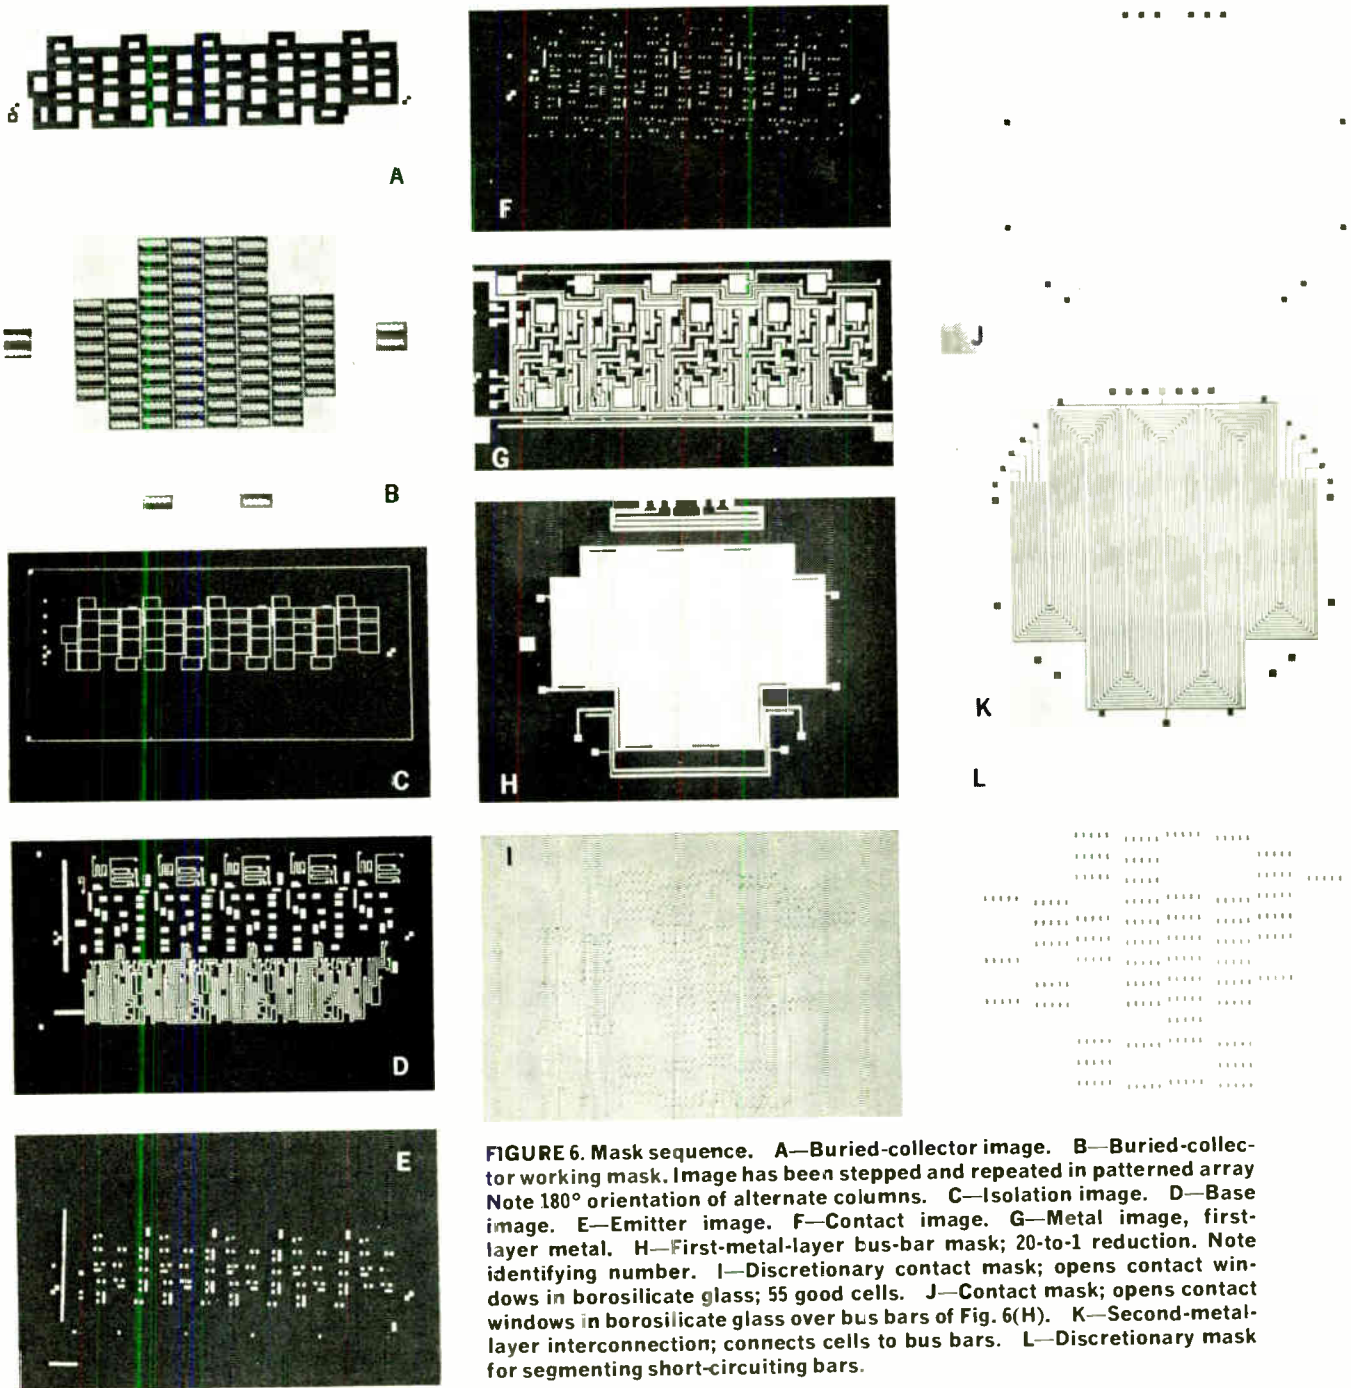 A
B
C
D
E
F
G
H
I
J
K
L
FIGURE 6. Mask sequence. A—Buried-collector image. B—Buried-collec-
tor working mask. Image has been stepped and repeated in patterned array
Note 180° orientation of alternate columns. C—Isolation image. D—Base
image. E—Emitter image. F—Contact image. G—Metal image, first-
layer metal. H—First-metal-layer bus-bar mask; 20-to-1 reduction. Note
identifying number. I—Discretionary contact mask; opens contact win-
dows in borosilicate glass; 55 good cells. J—Contact mask; opens contact
windows in borosilicate glass over bus bars of Fig. 6(H). K—Second-metal-
layer interconnection; connects cells to bus bars. L—Discretionary mask
for segmenting short-circuiting bars.